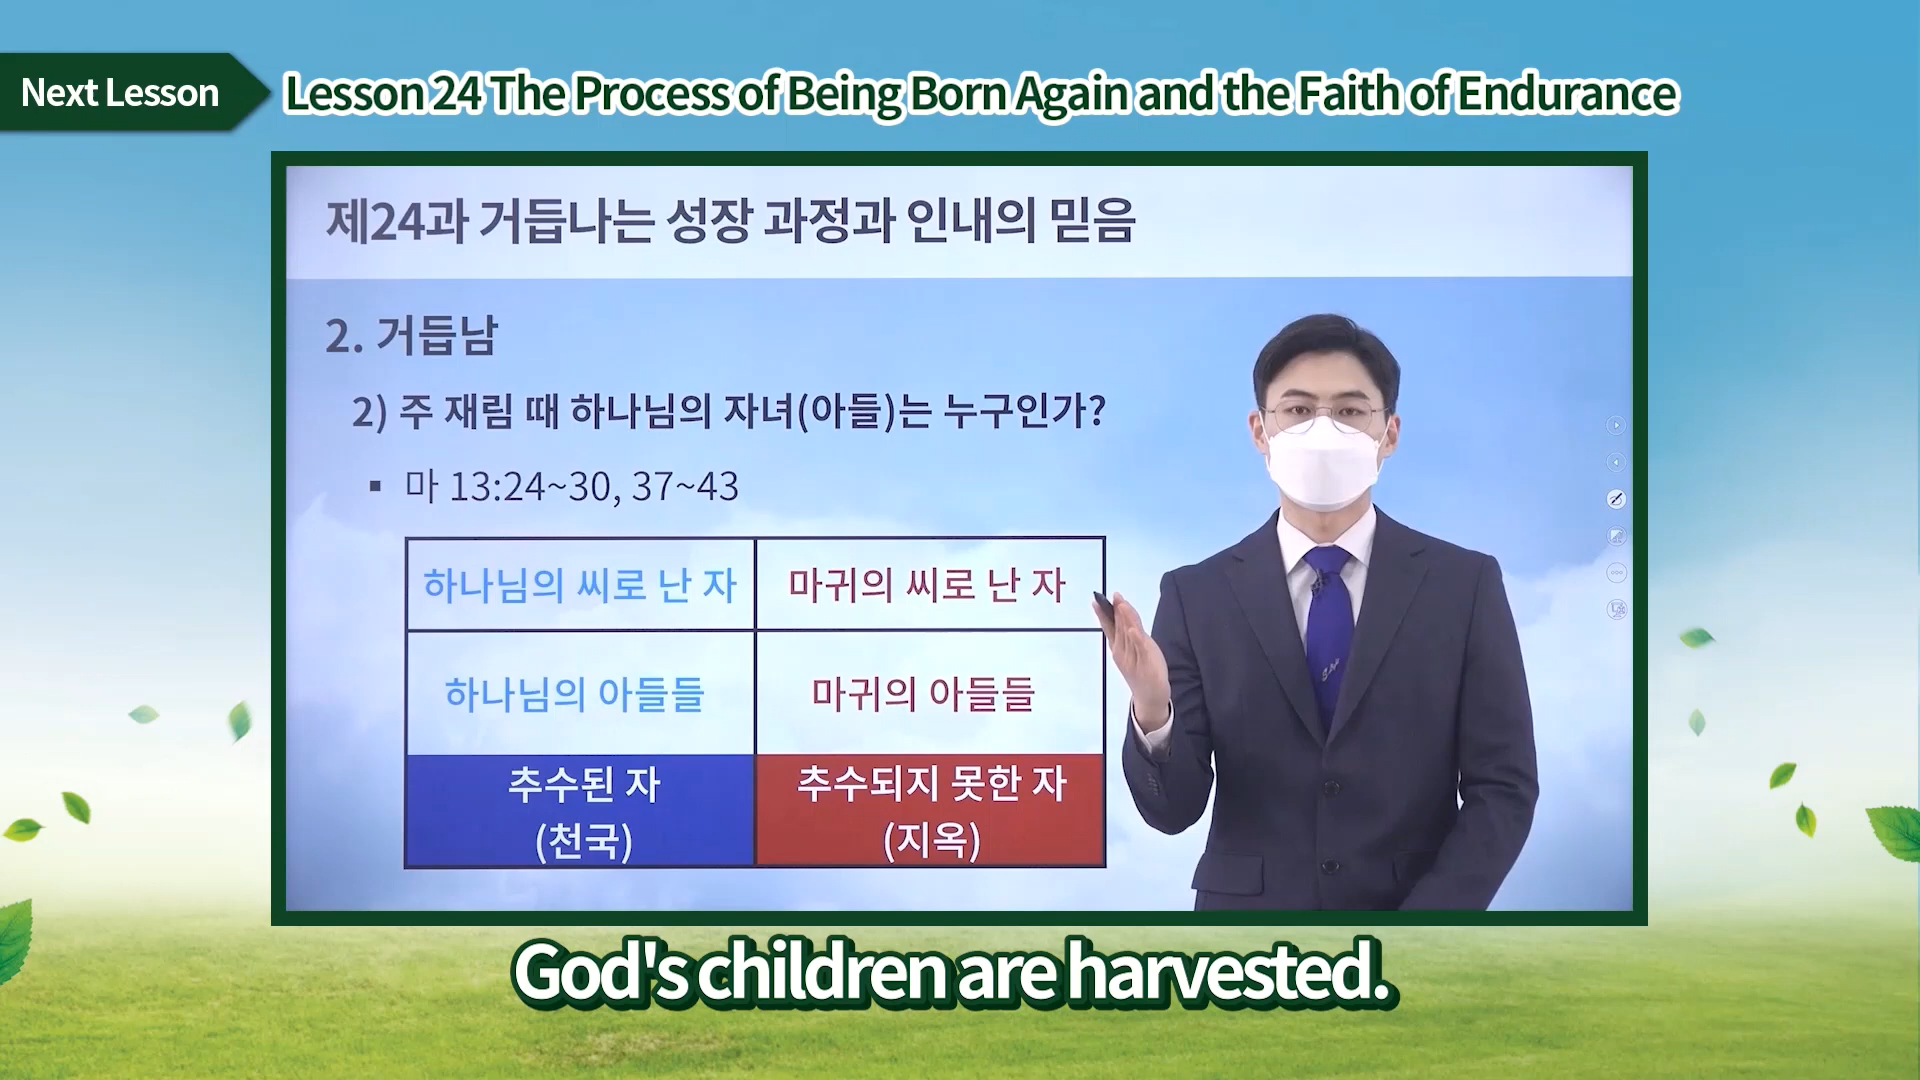 Next Lesson
Lesson 24 The Process of Being Born Again and the Faith of Endurance
제24과 거듭나는 성장 과정과 인내의 믿음
2. 거듭남
2) 주 재림 때 하나님의 자녀(아들)는 누구인가?
▪ 마 13:24~30, 37~43
하나님의 씨로 난 자
마귀의 씨로 난 자
하나님의 아들들
마귀의 아들들
추수된 자
(천국)
추수되지 못한 자
(지옥)
God's children are harvested.